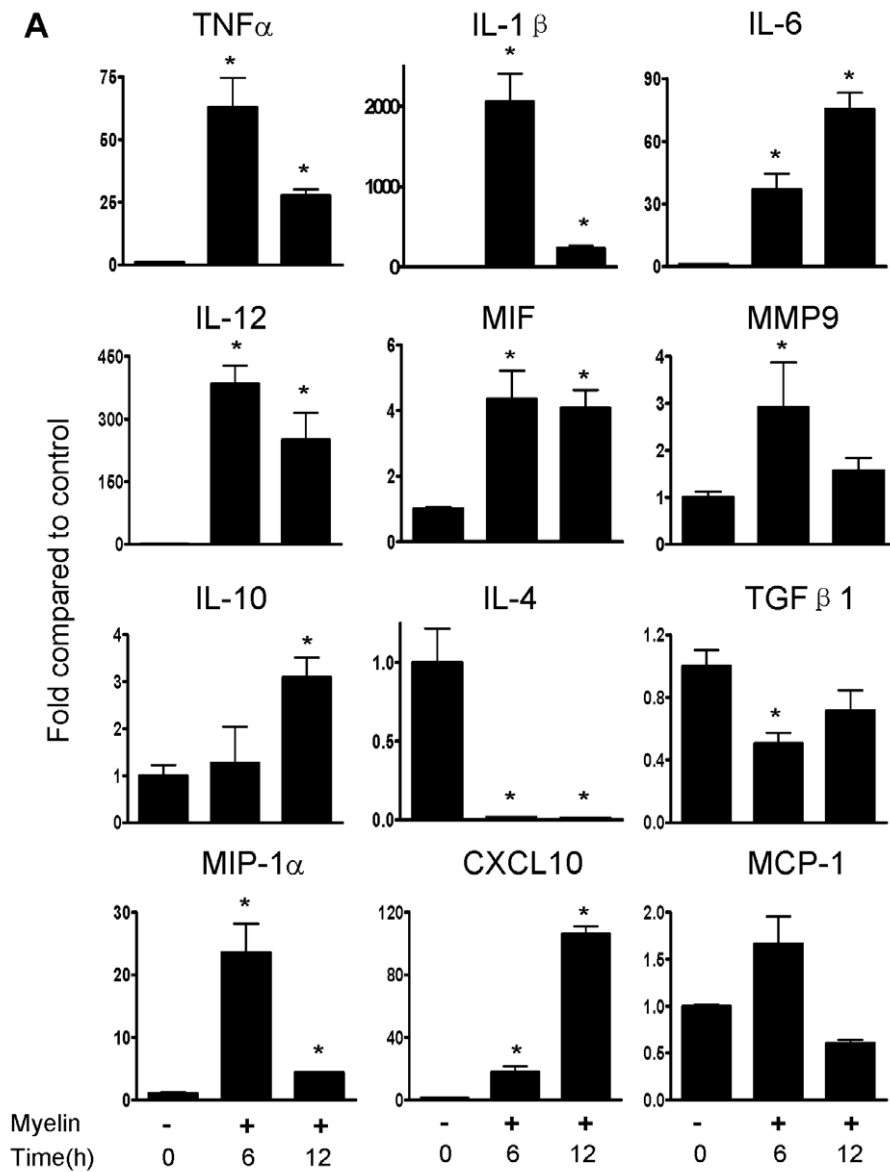 A
TNFα IL-1 β IL-6
75 50 25 0
2000 1000 0
90 60 30 0
* * * * * *
IL-12 MIF MMP9
450 300 150 0
6 4 2 0
4 3 2 1 0
* * * * *
Fold compared to control
IL-10 IL-4 TGF β 1
4 3 2 1 0
1.0 0.5 0.0
1.2 0.8 0.4 0.0
* * * *
MIP-1α CXCL10 MCP-1
30 20 10 0
120 80 40 0
2.0 1.5 1.0 0.5 0.0
* * * *
Myelin - + + - + + - + +
Time(h) 0 6 12 0 6 12 0 6 12